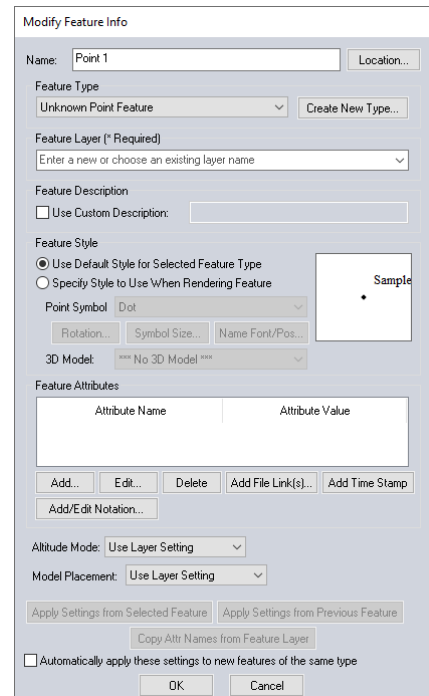 Modify Feature Info
Name: Point 1 Location...
Feature Type
Unknown Point Feature Create New Type...
Feature Layer (* Required)
Enter a new or choose an existing layer name
Feature Description
Use Custom Description:
Feature Style
Use Default Style for Selected Feature Type
Specify Style to Use When Rendering Feature
Sample
Point Symbol Dot
Rotation... Symbol Size... Name Font/Pos...
3D Model: *** No 3D Model ***
Feature Attributes
Attribute Name Attribute Value
Add... Edit... Delete Add File Link(s)... Add Time Stamp
Add/Edit Notation...
Altitude Mode: Use Layer Setting
Model Placement: Use Layer Setting
Apply Settings from Selected Feature Apply Settings from Previous Feature
Copy Attr Names from Feature Layer
Automatically apply these settings to new features of the same type
OK Cancel